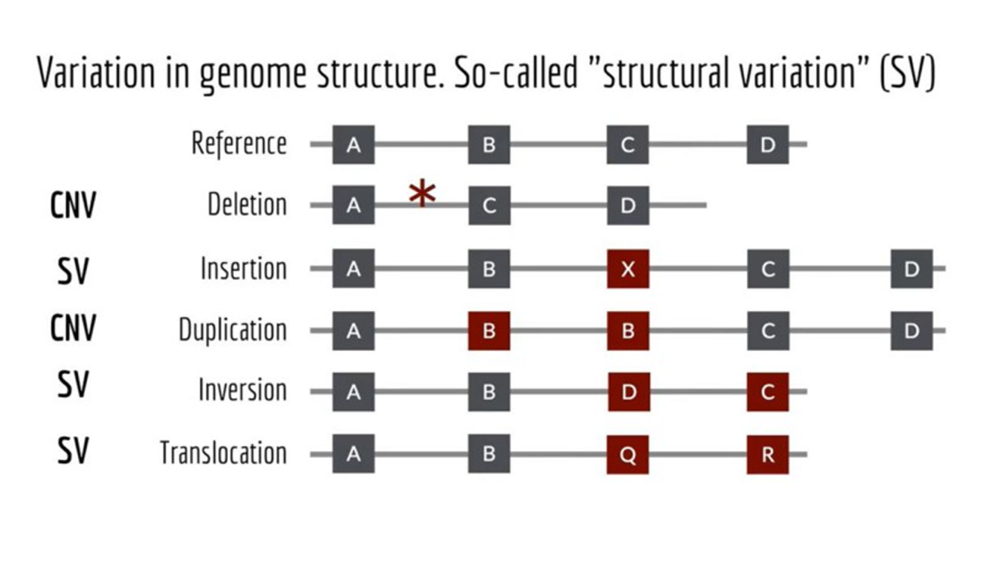 Variation in genome structure. So-called "structural variation" (SV)
Reference A B C D
CNV Deletion A * C D
SV Insertion A B X C D
CNV Duplication A B B C D
SV Inversion A B D C
SV Translocation A B Q R